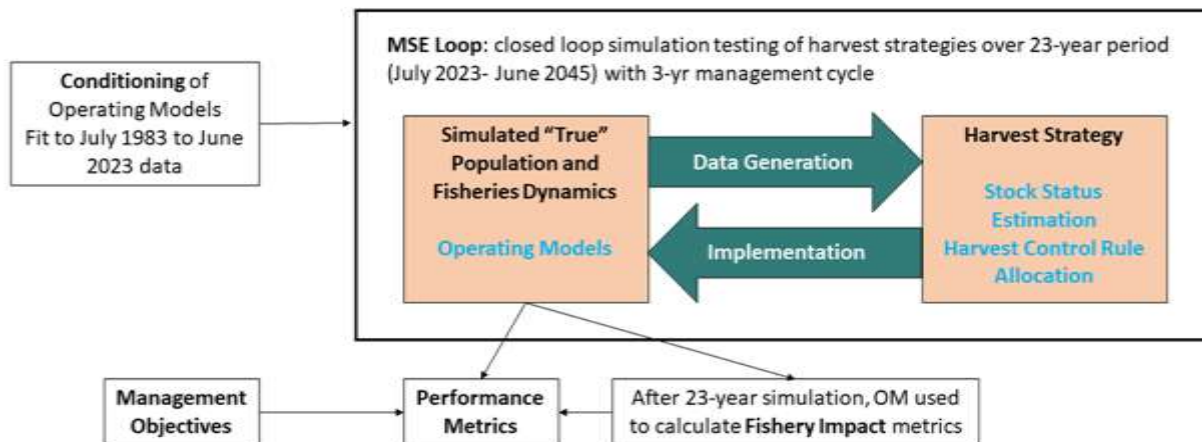 MSE Loop: closed loop simulation testing of harvest strategies over 23-year period
(July 2023- June 2045) with 3-yr management cycle
Conditioning of
Operating Models
Fit to July 1983 to June
2023 data
Simulated “True”
Population and
Fisheries Dynamics
Operating Models
Data Generation
Implementation
Harvest Strategy
Stock Status
Estimation
Harvest Control Rule
Allocation
Management
Objectives
Performance
Metrics
After 23-year simulation, OM used
to calculate Fishery Impact metrics